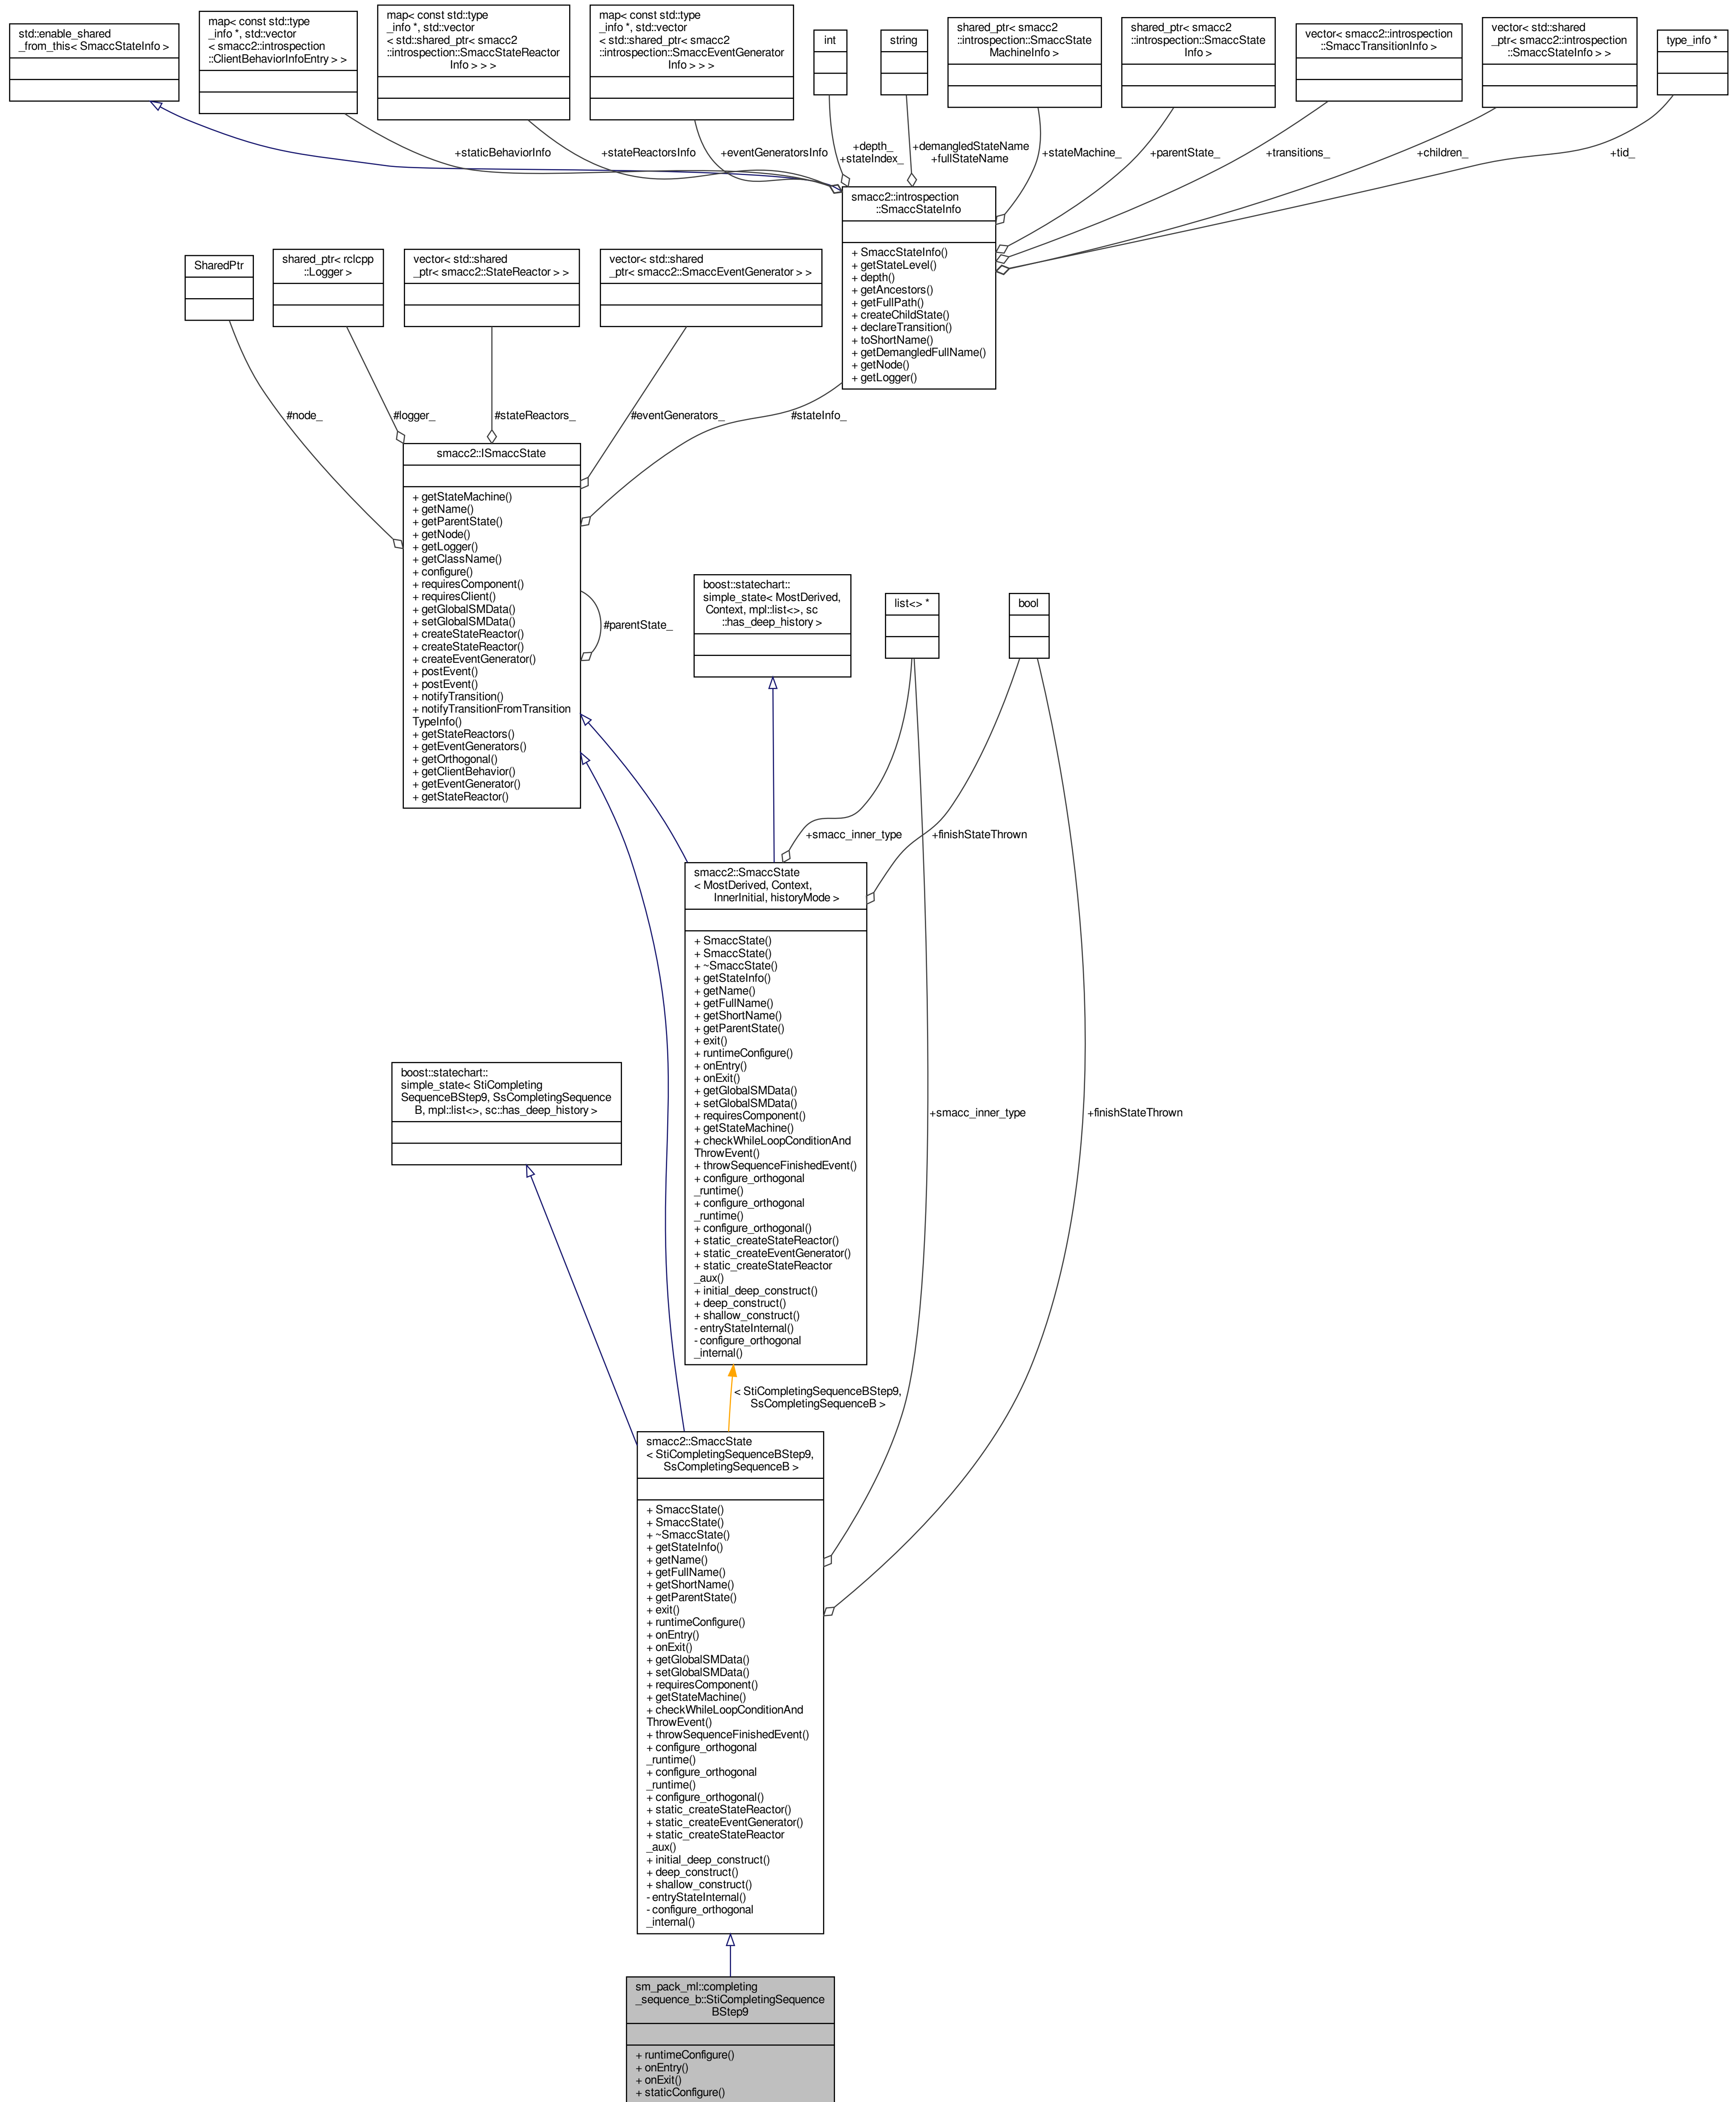 std::enable_shared
_from_this< SmaccStateInfo >
map< const std::type
_info *, std::vector
< smacc2::introspection
::ClientBehaviorInfoEntry > >
map< const std::type
_info *, std::vector
< std::shared_ptr< smacc2
::introspection::SmaccStateReactor
Info > > >
map< const std::type
_info *, std::vector
< std::shared_ptr< smacc2
::introspection::SmaccEventGenerator
Info > > >
int
string
shared_ptr< smacc2
::introspection::SmaccState
MachineInfo >
shared_ptr< smacc2
::introspection::SmaccState
Info >
vector< smacc2::introspection
::SmaccTransitionInfo >
vector< std::shared
_ptr< smacc2::introspection
::SmaccStateInfo > >
type_info *
+staticBehaviorInfo
+stateReactorsInfo
+eventGeneratorsInfo
+depth_
+stateIndex_
+demangledStateName
+fullStateName
+stateMachine_
+parentState_
+transitions_
+children_
+tid_
smacc2::introspection
::SmaccStateInfo
+ SmaccStateInfo()
+ getStateLevel()
+ depth()
+ getAncestors()
+ getFullPath()
+ createChildState()
+ declareTransition()
+ toShortName()
+ getDemangledFullName()
+ getNode()
+ getLogger()
SharedPtr
shared_ptr< rclcpp
::Logger >
vector< std::shared
_ptr< smacc2::StateReactor > >
vector< std::shared
_ptr< smacc2::SmaccEventGenerator > >
#node_
#logger_
#stateReactors_
#eventGenerators_
#stateInfo_
smacc2::ISmaccState
+ getStateMachine()
+ getName()
+ getParentState()
+ getNode()
+ getLogger()
+ getClassName()
+ configure()
+ requiresComponent()
+ requiresClient()
+ getGlobalSMData()
+ setGlobalSMData()
+ createStateReactor()
+ createStateReactor()
+ createEventGenerator()
+ postEvent()
+ postEvent()
+ notifyTransition()
+ notifyTransitionFromTransition
TypeInfo()
+ getStateReactors()
+ getEventGenerators()
+ getOrthogonal()
+ getClientBehavior()
+ getEventGenerator()
+ getStateReactor()
#parentState_
boost::statechart::
simple_state< MostDerived,
Context, mpl::list<>, sc
::has_deep_history >
list<> *
bool
+smacc_inner_type
+finishStateThrown
smacc2::SmaccState
< MostDerived, Context,
InnerInitial, historyMode >
+ SmaccState()
+ SmaccState()
+ ~SmaccState()
+ getStateInfo()
+ getName()
+ getFullName()
+ getShortName()
+ getParentState()
+ exit()
+ runtimeConfigure()
+ onEntry()
+ onExit()
+ getGlobalSMData()
+ setGlobalSMData()
+ requiresComponent()
+ getStateMachine()
+ checkWhileLoopConditionAnd
ThrowEvent()
+ throwSequenceFinishedEvent()
+ configure_orthogonal
_runtime()
+ configure_orthogonal
_runtime()
+ configure_orthogonal()
+ static_createStateReactor()
+ static_createEventGenerator()
+ static_createStateReactor
_aux()
+ initial_deep_construct()
+ deep_construct()
+ shallow_construct()
- entryStateInternal()
- configure_orthogonal
_internal()
boost::statechart::
simple_state< StiCompleting
SequenceBStep9, SsCompletingSequence
B, mpl::list<>, sc::has_deep_history >
+smacc_inner_type
+finishStateThrown
< StiCompletingSequenceBStep9,
SsCompletingSequenceB >
smacc2::SmaccState
< StiCompletingSequenceBStep9,
SsCompletingSequenceB >
+ SmaccState()
+ SmaccState()
+ ~SmaccState()
+ getStateInfo()
+ getName()
+ getFullName()
+ getShortName()
+ getParentState()
+ exit()
+ runtimeConfigure()
+ onEntry()
+ onExit()
+ getGlobalSMData()
+ setGlobalSMData()
+ requiresComponent()
+ getStateMachine()
+ checkWhileLoopConditionAnd
ThrowEvent()
+ throwSequenceFinishedEvent()
+ configure_orthogonal
_runtime()
+ configure_orthogonal
_runtime()
+ configure_orthogonal()
+ static_createStateReactor()
+ static_createEventGenerator()
+ static_createStateReactor
_aux()
+ initial_deep_construct()
+ deep_construct()
+ shallow_construct()
- entryStateInternal()
- configure_orthogonal
_internal()
sm_pack_ml::completing
_sequence_b::StiCompletingSequence
BStep9
+ runtimeConfigure()
+ onEntry()
+ onExit()
+ staticConfigure()